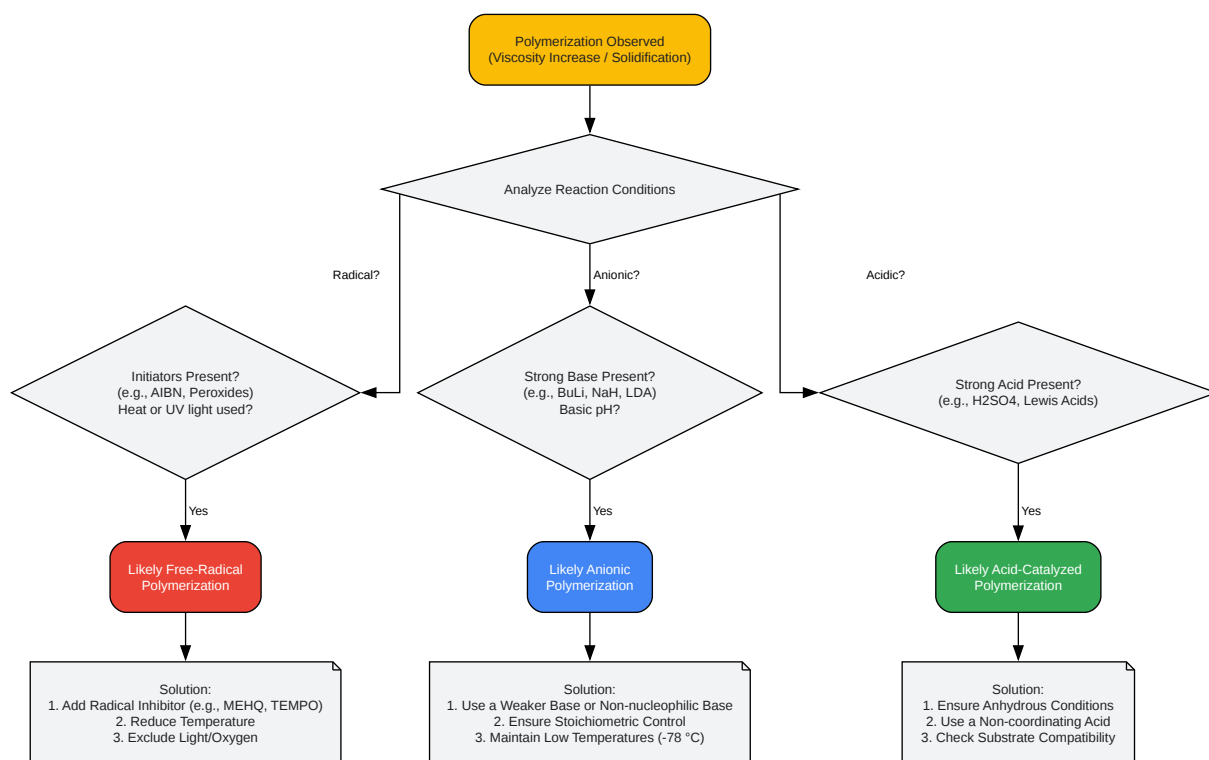 Polymerization Observed
(Viscosity Increase / Solidification)
Analyze Reaction Conditions
Radical?
Anionic?
Acidic?
Initiators Present?
(e.g., AIBN, Peroxides)
Heat or UV light used?
Strong Base Present?
(e.g., BuLi, NaH, LDA)
Basic pH?
Strong Acid Present?
(e.g., H2SO4, Lewis Acids)
Yes
Yes
Yes
Likely Free-Radical
Polymerization
Likely Anionic
Polymerization
Likely Acid-Catalyzed
Polymerization
Solution:
1. Add Radical Inhibitor (e.g., MEHQ, TEMPO)
2. Reduce Temperature
3. Exclude Light/Oxygen
Solution:
1. Use a Weaker Base or Non-nucleophilic Base
2. Ensure Stoichiometric Control
3. Maintain Low Temperatures (-78 °C)
Solution:
1. Ensure Anhydrous Conditions
2. Use a Non-coordinating Acid
3. Check Substrate Compatibility